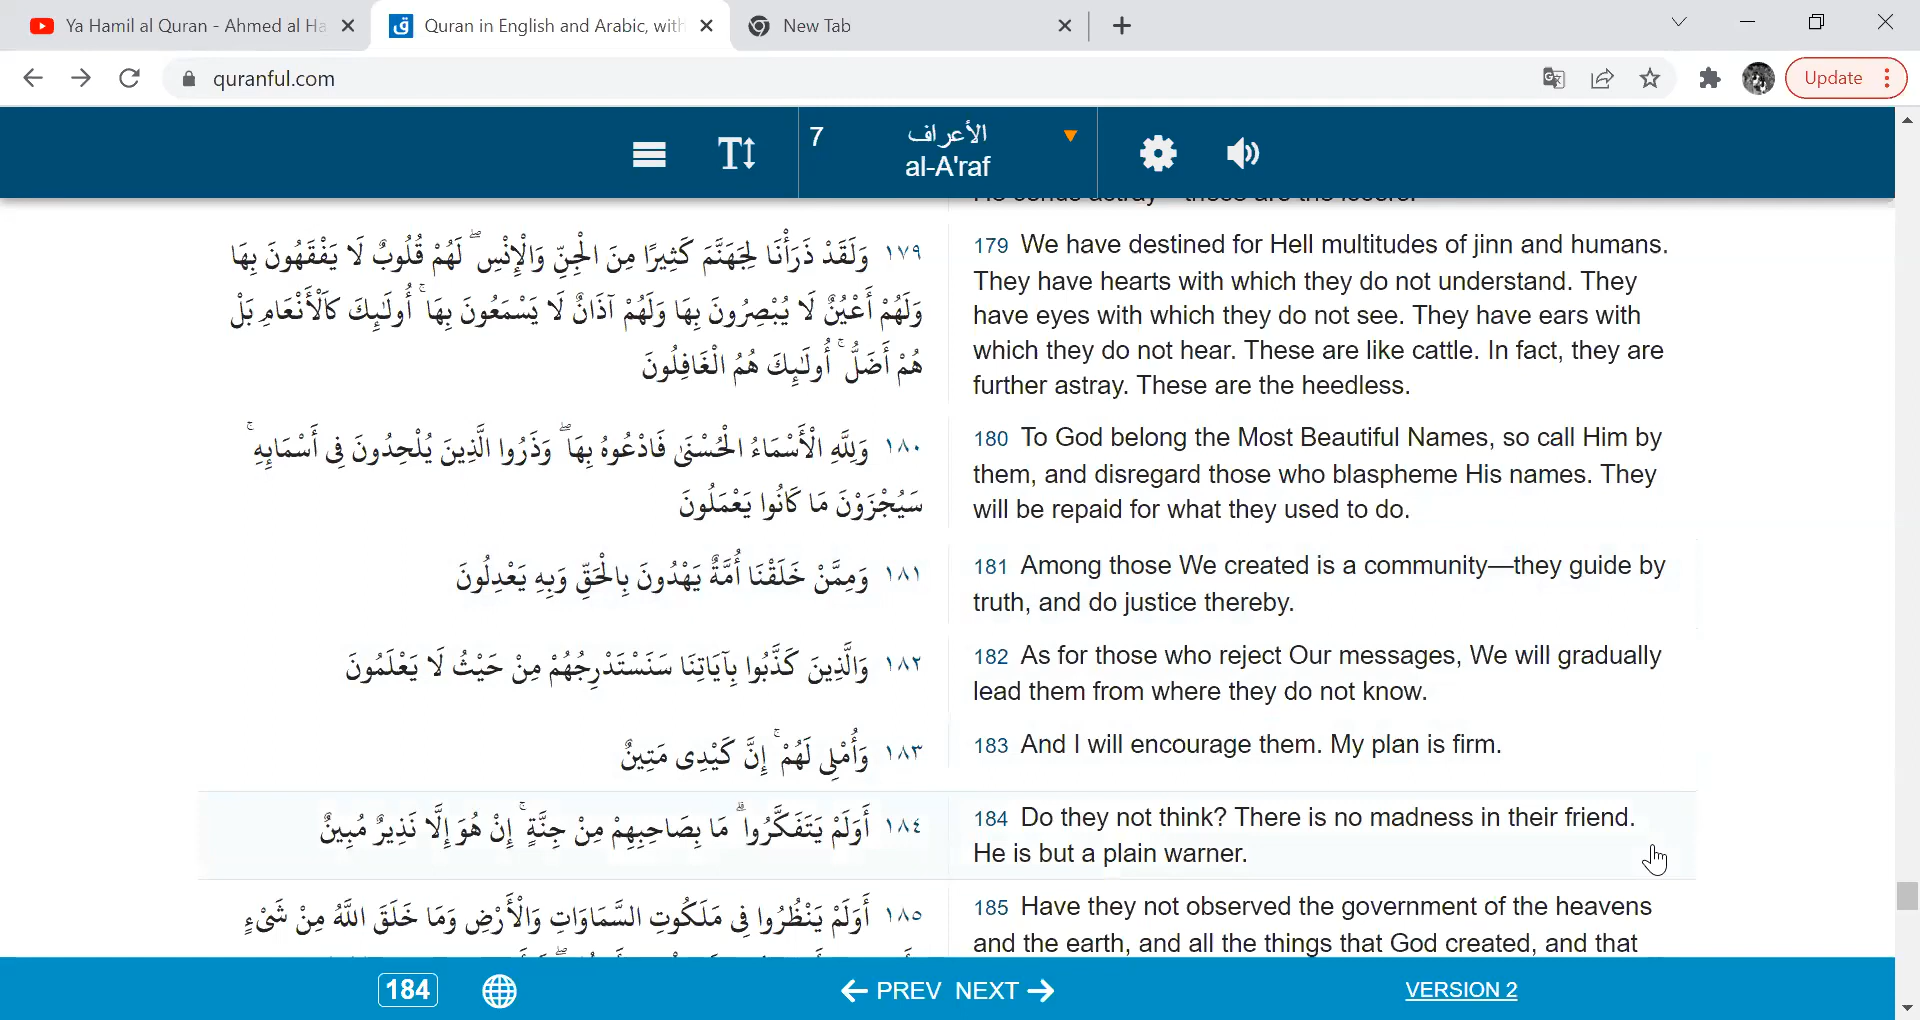 Ya Hamil al Quran - Ahmed al Ha
Quran in English and Arabic, with
New Tab
quranful.com
Update
7
الأعراف
al-A'raf
١٧٩ وَلَقَدْ ذَرَأْنَا لِجَهَنَّمَ كَثِيرًا مِنَ الْجِنِّ وَالْإِنْسِ ۖ لَهُمْ قُلُوبٌ لَا يَفْقَهُونَ بِهَا
وَلَهُمْ أَعْيُنٌ لَا يُبْصِرُونَ بِهَا وَلَهُمْ آذَانٌ لَا يَسْمَعُونَ بِهَا ۚ أُولَٰئِكَ كَالْأَنْعَامِ بَلْ
هُمْ أَضَلُّ ۚ أُولَٰئِكَ هُمُ الْغَافِلُونَ
179 We have destined for Hell multitudes of jinn and humans.
They have hearts with which they do not understand. They
have eyes with which they do not see. They have ears with
which they do not hear. These are like cattle. In fact, they are
further astray. These are the heedless.
١٨٠ وَلِلَّهِ الْأَسْمَاءُ الْحُسْنَىٰ فَادْعُوهُ بِهَا ۖ وَذَرُوا الَّذِينَ يُلْحِدُونَ فِي أَسْمَائِهِ ۚ
سَيُجْزَوْنَ مَا كَانُوا يَعْمَلُونَ
180 To God belong the Most Beautiful Names, so call Him by
them, and disregard those who blaspheme His names. They
will be repaid for what they used to do.
١٨١ وَمِمَّنْ خَلَقْنَا أُمَّةٌ يَهْدُونَ بِالْحَقِّ وَبِهِ يَعْدِلُونَ
181 Among those We created is a community—they guide by
truth, and do justice thereby.
١٨٢ وَالَّذِينَ كَذَّبُوا بِآيَاتِنَا سَنَسْتَدْرِجُهُمْ مِنْ حَيْثُ لَا يَعْلَمُونَ
182 As for those who reject Our messages, We will gradually
lead them from where they do not know.
١٨٣ وَأُمْلِي لَهُمْ ۚ إِنَّ كَيْدِي مَتِينٌ
183 And I will encourage them. My plan is firm.
١٨٤ أَوَلَمْ يَتَفَكَّرُوا ۗ مَا بِصَاحِبِهِمْ مِنْ جِنَّةٍ ۚ إِنْ هُوَ إِلَّا نَذِيرٌ مُبِينٌ
184 Do they not think? There is no madness in their friend.
He is but a plain warner.
١٨٥ أَوَلَمْ يَنْظُرُوا فِي مَلَكُوتِ السَّمَاوَاتِ وَالْأَرْضِ وَمَا خَلَقَ اللَّهُ مِنْ شَيْءٍ
185 Have they not observed the government of the heavens
and the earth, and all the things that God created, and that
184
PREV NEXT
VERSION 2